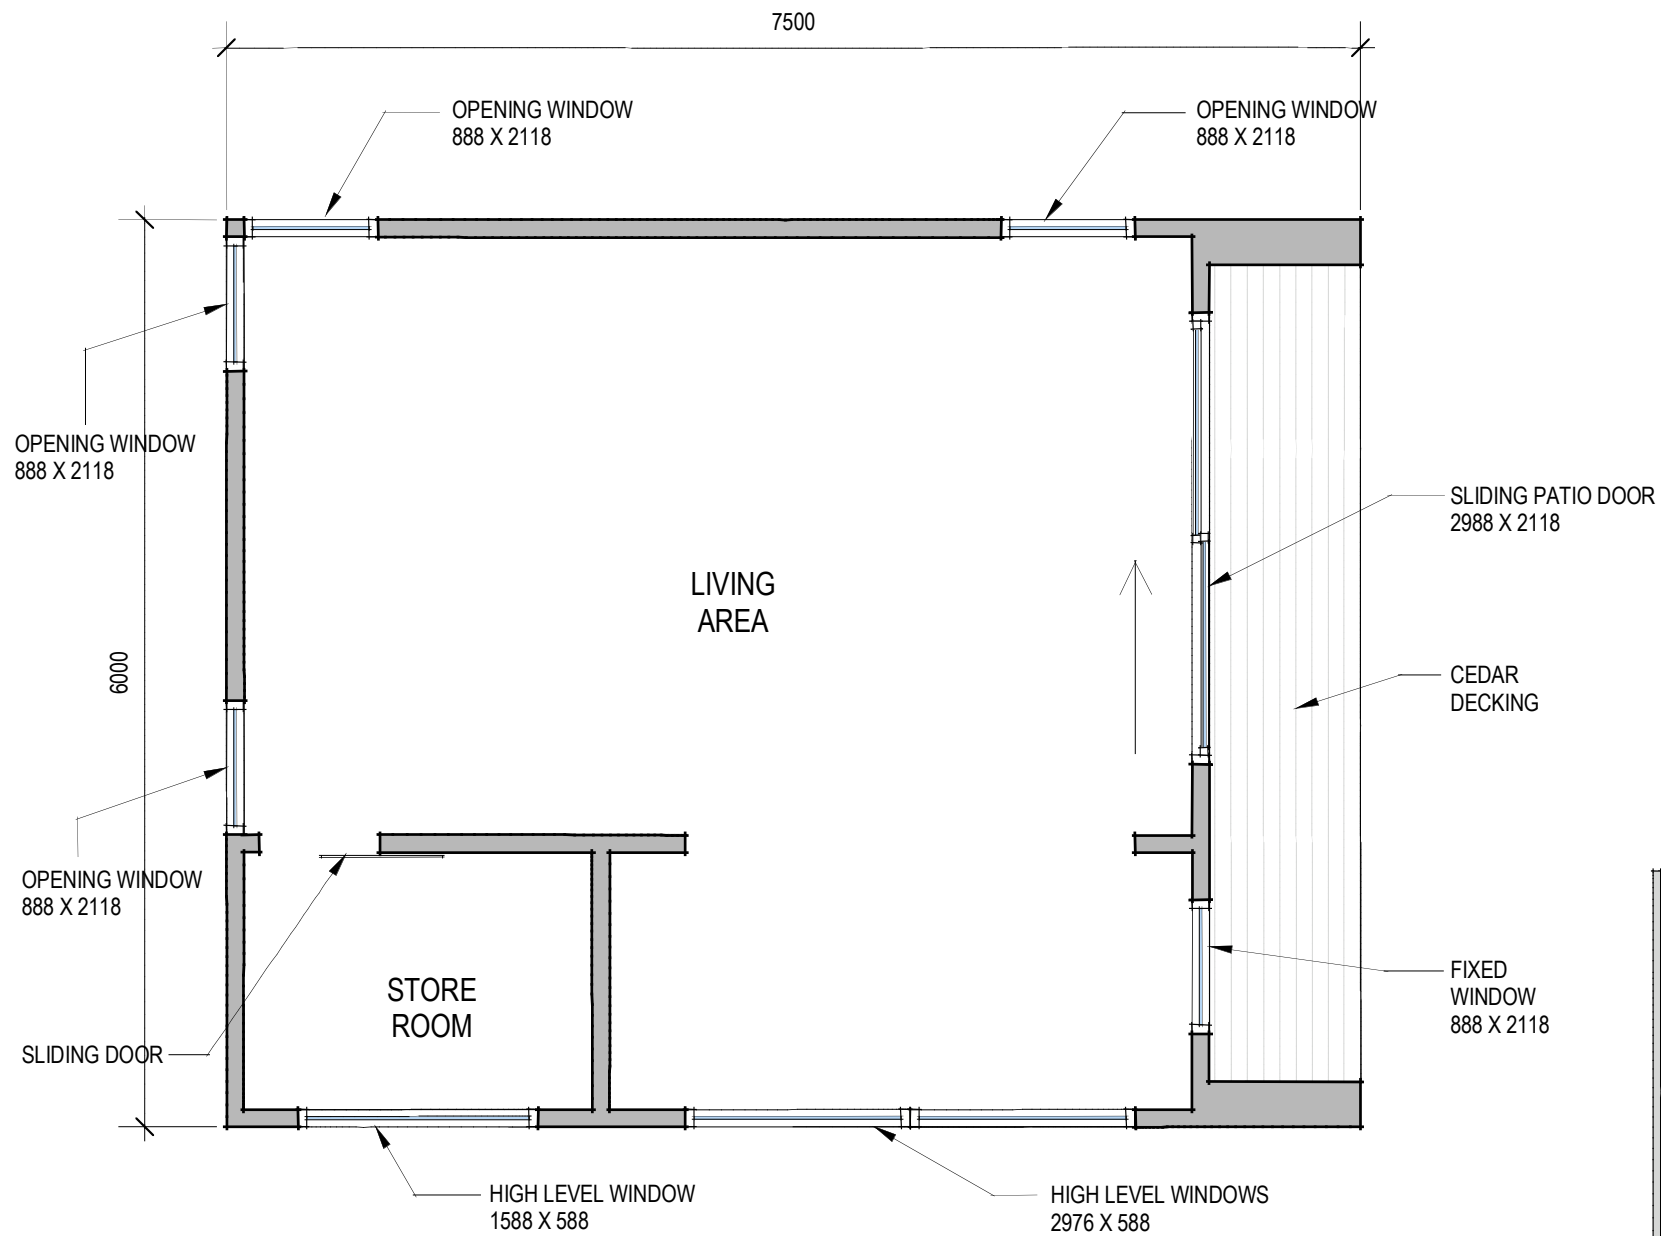 7500
OPENING WINDOW
888 X 2118
OPENING WINDOW
888 X 2118
OPENING WINDOW
888 X 2118
SLIDING PATIO DOOR
2988 X 2118
LIVING
AREA
6000
CEDAR
DECKING
OPENING WINDOW
888 X 2118
STORE
ROOM
FIXED
WINDOW
888 X 2118
SLIDING DOOR
HIGH LEVEL WINDOW
1588 X 588
HIGH LEVEL WINDOWS
2976 X 588